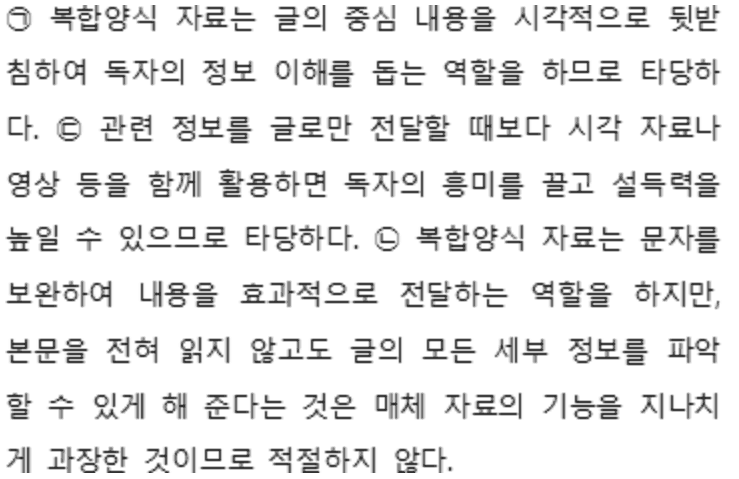 ㉠ 복합양식 자료는 글의 중심 내용을 시각적으로 뒷받
침하여 독자의 정보 이해를 돕는 역할을 하므로 타당하
다. ㉢ 관련 정보를 글로만 전달할 때보다 시각 자료나
영상 등을 함께 활용하면 독자의 흥미를 끌고 설득력을
높일 수 있으므로 타당하다. ㉡ 복합양식 자료는 문자를
보완하여 내용을 효과적으로 전달하는 역할을 하지만,
본문을 전혀 읽지 않고도 글의 모든 세부 정보를 파악
할 수 있게 해 준다는 것은 매체 자료의 기능을 지나치
게 과장한 것이므로 적절하지 않다.